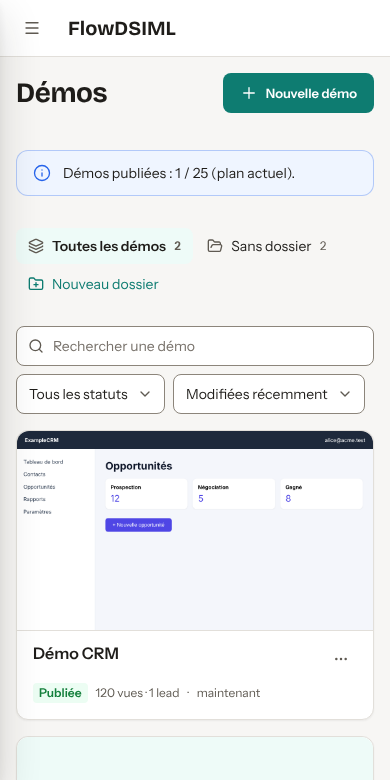 FlowDSIML
Démos
Nouvelle démo
Démos publiées : 1 / 25 (plan actuel).
Toutes les démos 2
Sans dossier 2
Nouveau dossier
Rechercher une démo
Tous les statuts
Modifiées récemment
ExampleCRM
alice@acme.test
Tableau de bord
Contacts
Opportunités
Rapports
Paramètres
Opportunités
Prospection
12
Négociation
5
Gagné
8
+ Nouvelle opportunité
Démo CRM
Publiée 120 vues · 1 lead · maintenant